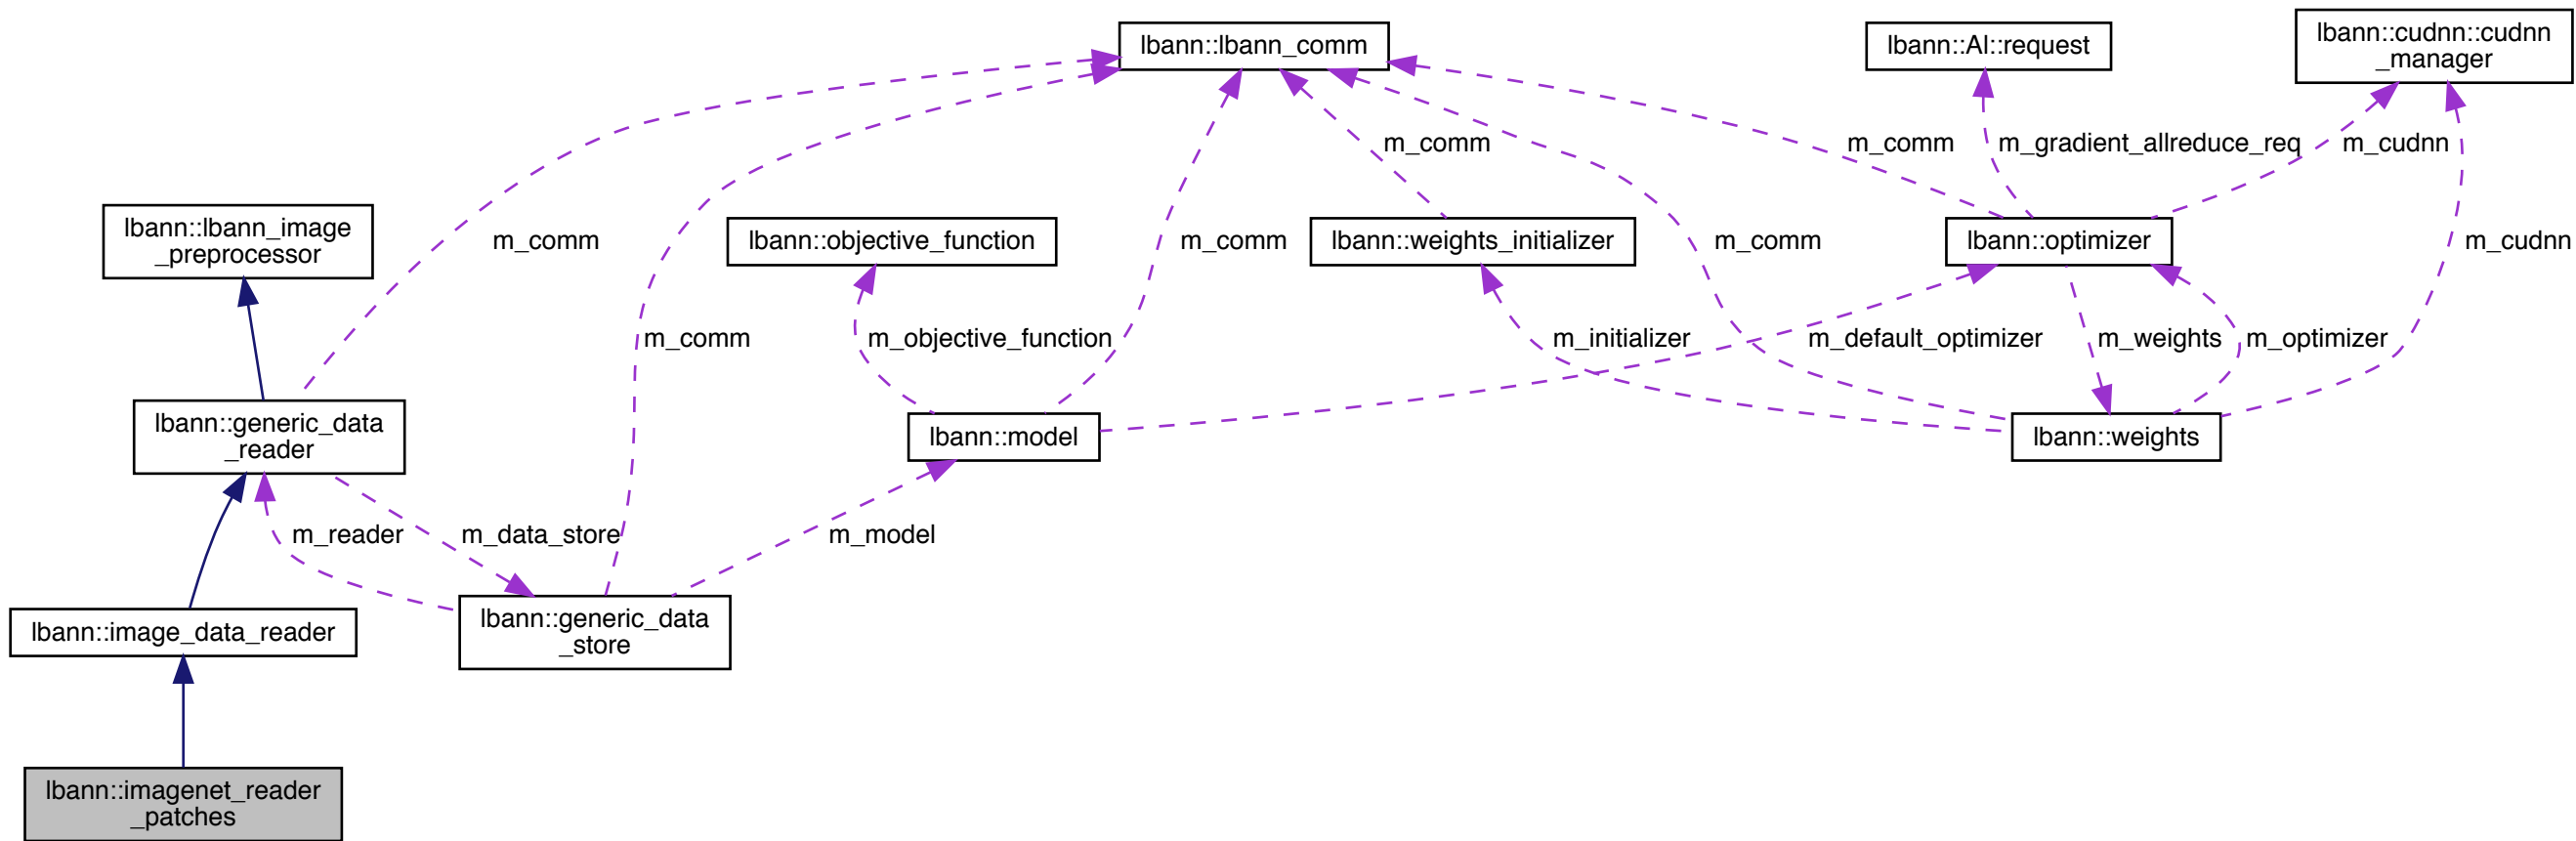 lbann::lbann_comm
lbann::Al::request
lbann::cudnn::cudnn
_manager
m_comm
m_gradient_allreduce_req
m_cudnn
lbann::lbann_image
_preprocessor
m_comm
lbann::objective_function
m_comm
lbann::weights_initializer
m_comm
lbann::optimizer
m_cudnn
m_comm
m_objective_function
m_initializer
m_default_optimizer
m_weights
m_optimizer
lbann::generic_data
_reader
lbann::model
lbann::weights
m_reader
m_data_store
m_model
lbann::image_data_reader
lbann::generic_data
_store
lbann::imagenet_reader
_patches
m_comm